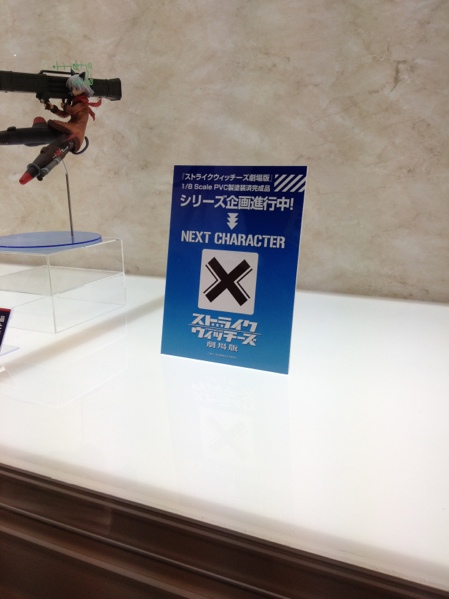 『ストライクウィッチーズ劇場版』
1/8 Scale PVC製塗装済完成品
シリーズ企画進行中!
NEXT CHARACTER
ストライク
ウィッチーズ
劇場版